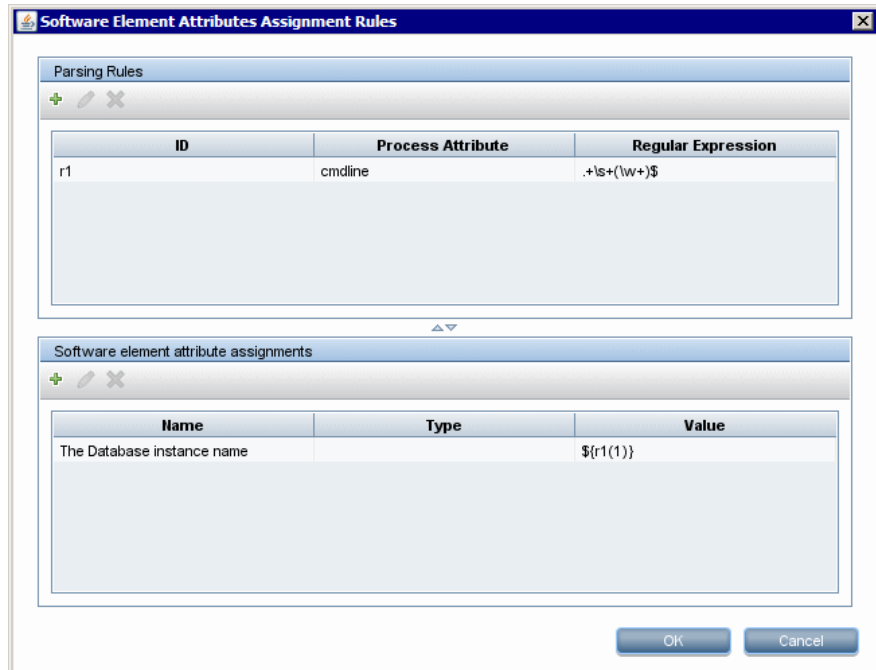 Software Element Attributes Assignment Rules
Parsing Rules
ID Process Attribute Regular Expression
r1 cmdline .+\s+(\w+)$
Software element attribute assignments
Name Type Value
The Database instance name ${r1(1)}
OK Cancel